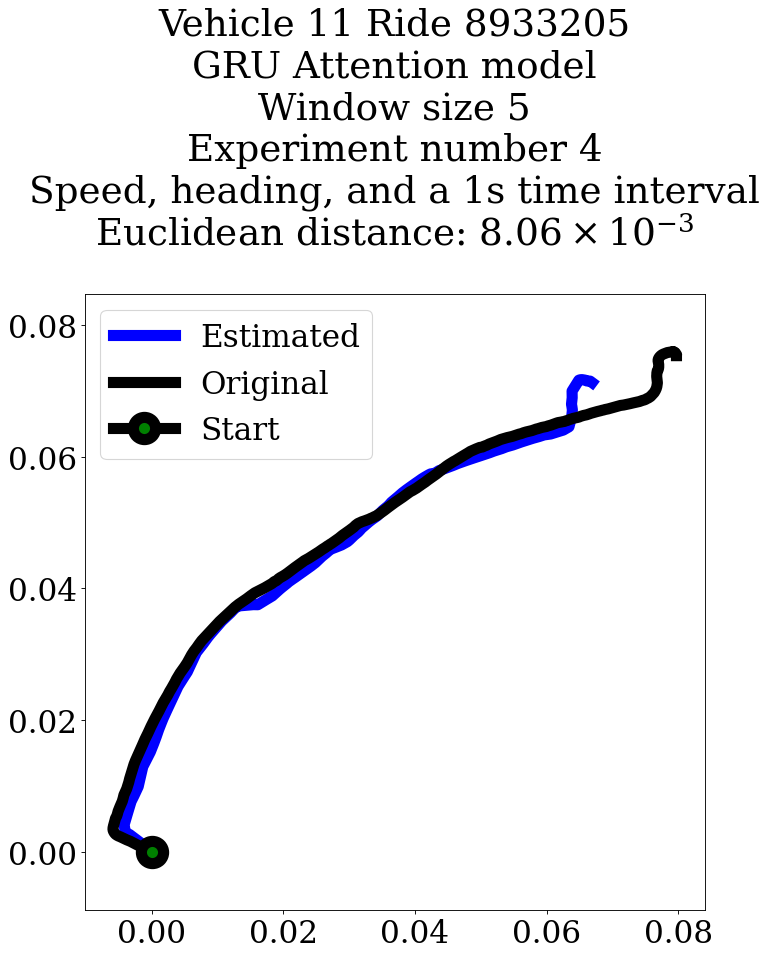 Vehicle 11 Ride 8933205
GRU Attention model
Window size 5
Experiment number 4
Speed, heading, and a 1s time interval
Euclidean distance: 8.06 × 10⁻³
Estimated
Original
Start
0.08
0.06
0.04
0.02
0.00
0.00 0.02 0.04 0.06 0.08